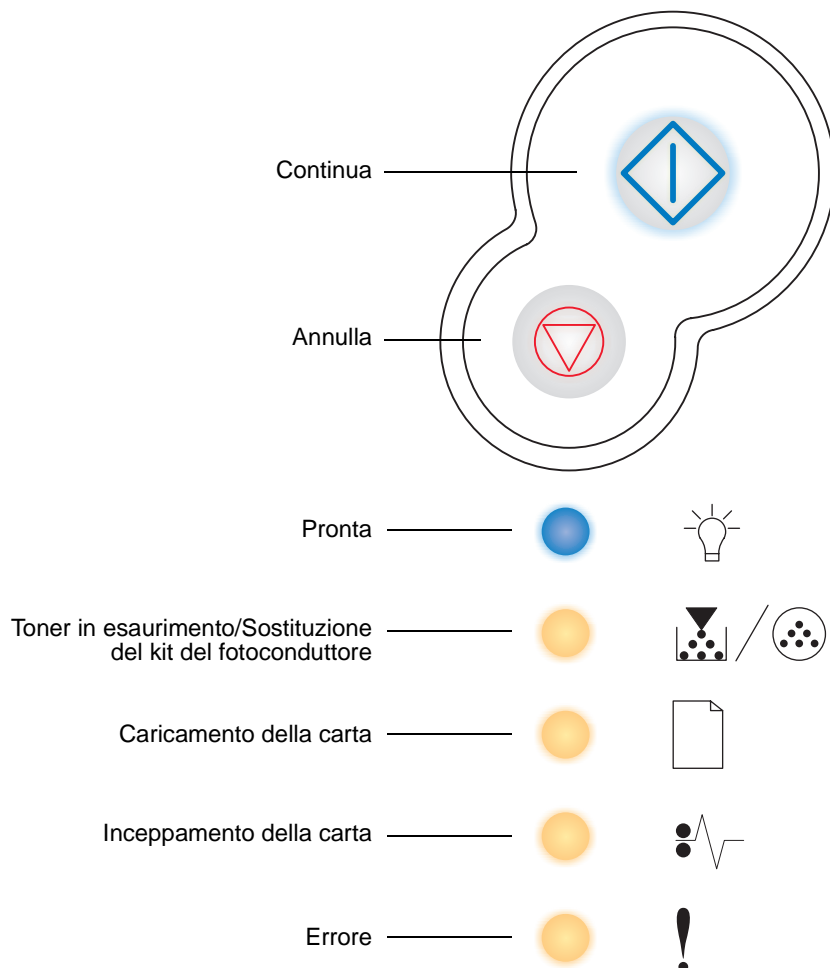 Continua
Annulla
Pronta
Toner in esaurimento/Sostituzione
del kit del fotoconduttore
Caricamento della carta
Inceppamento della carta
Errore